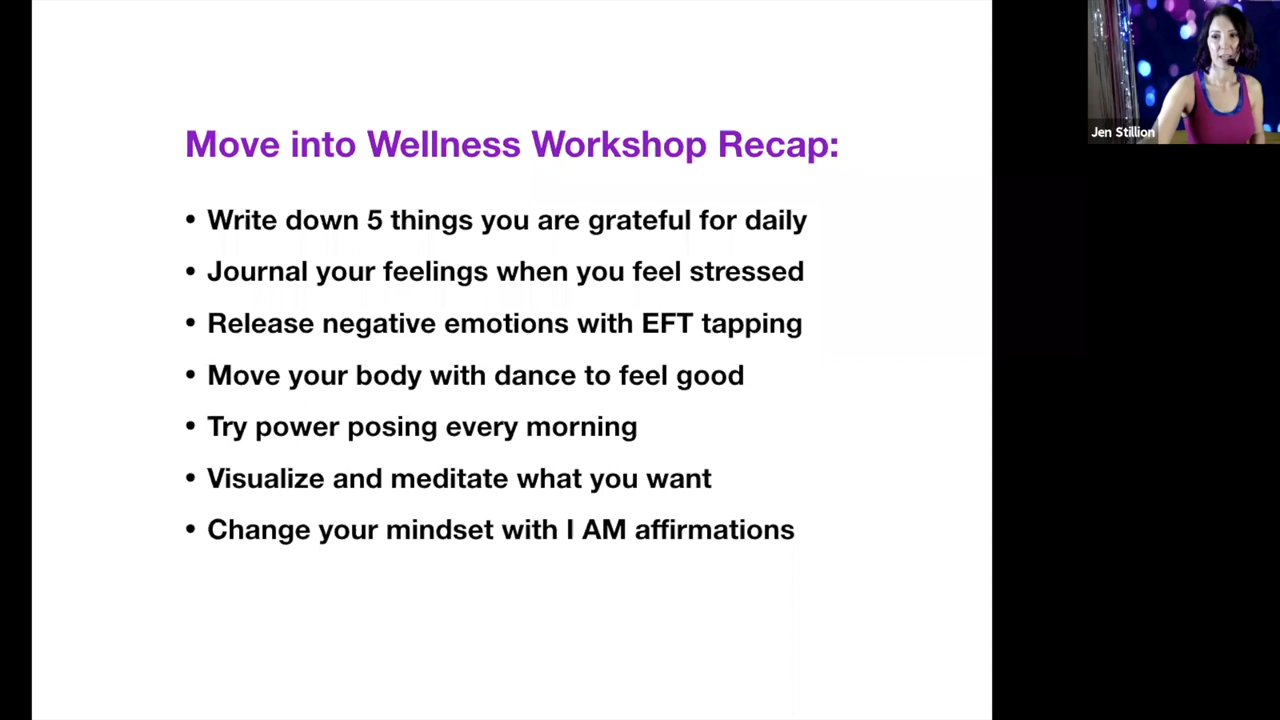 Move into Wellness Workshop Recap:
• Write down 5 things you are grateful for daily
• Journal your feelings when you feel stressed
• Release negative emotions with EFT tapping
• Move your body with dance to feel good
• Try power posing every morning
• Visualize and meditate what you want
• Change your mindset with I AM affirmations
Jen Stillion